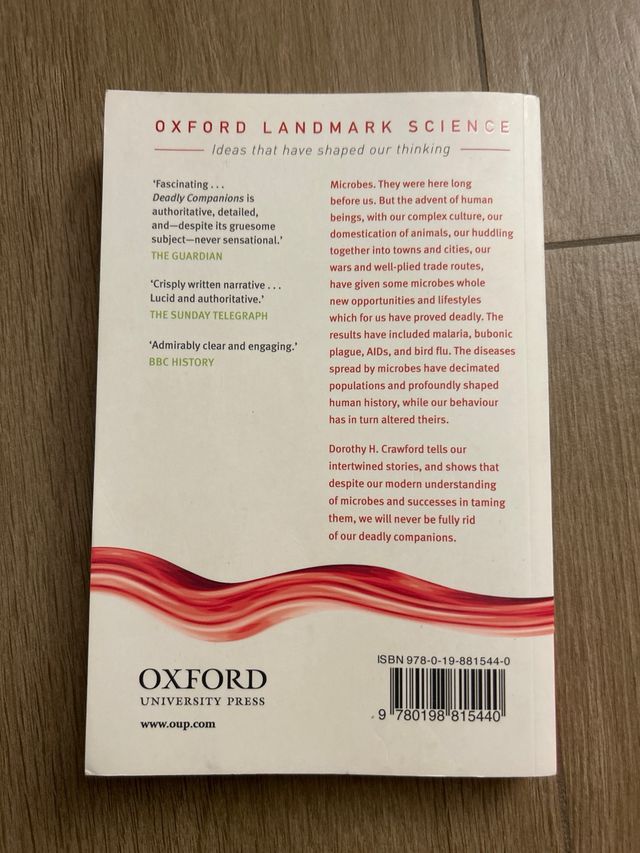 OXFORD LANDMARK SCIENCE
Ideas that have shaped our thinking
‘Fascinating . . .
Deadly Companions is
authoritative, detailed,
and—despite its gruesome
subject—never sensational.’
THE GUARDIAN
‘Crisply written narrative . . .
Lucid and authoritative.’
THE SUNDAY TELEGRAPH
‘Admirably clear and engaging.’
BBC HISTORY
Microbes. They were here long
before us. But the advent of human
beings, with our complex culture, our
domestication of animals, our huddling
together into towns and cities, our
wars and well-plied trade routes,
have given some microbes whole
new opportunities and lifestyles
which for us have proved deadly. The
results have included malaria, bubonic
plague, AIDs, and bird flu. The diseases
spread by microbes have decimated
populations and profoundly shaped
human history, while our behaviour
has in turn altered theirs.
Dorothy H. Crawford tells our
intertwined stories, and shows that
despite our modern understanding
of microbes and successes in taming
them, we will never be fully rid
of our deadly companions.
OXFORD
UNIVERSITY PRESS
www.oup.com
ISBN 978-0-19-881544-0
9 780198 815440